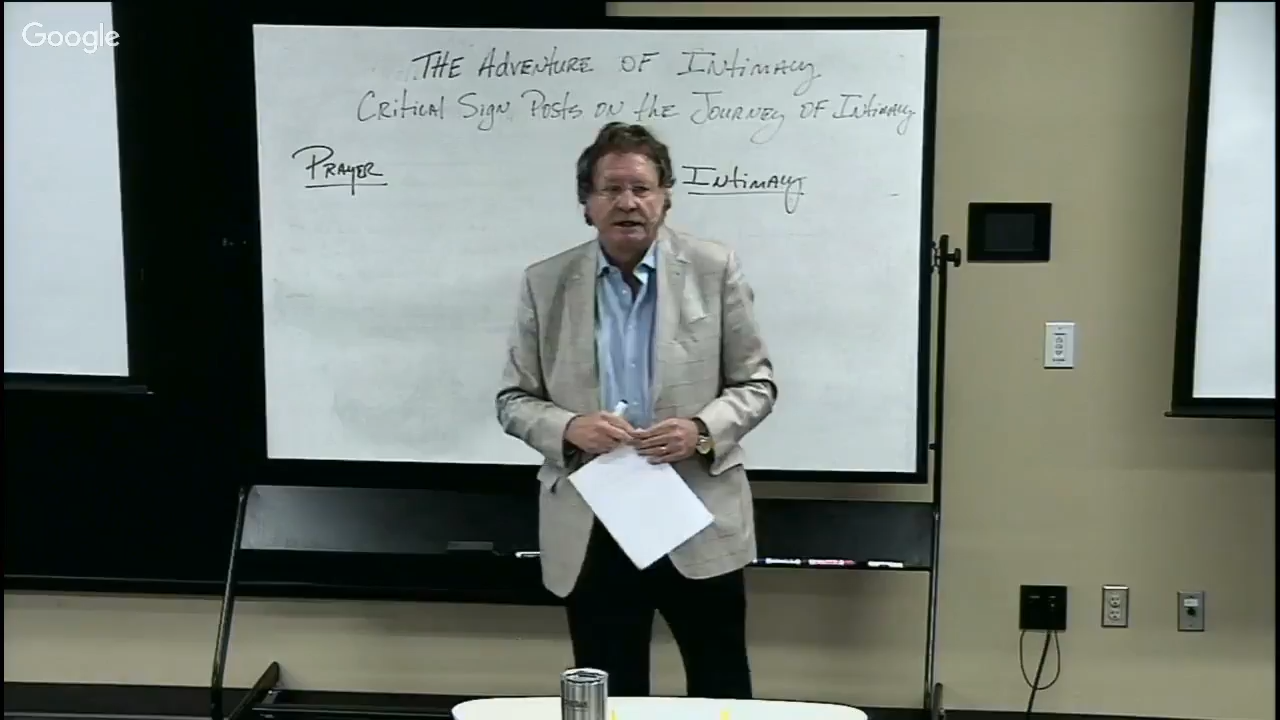 Google
THE ADVENTURE OF INTIMACY
CRITICAL SIGN POSTS ON the JOURNEY OF INTIMACY
PRAYER
INTIMACY